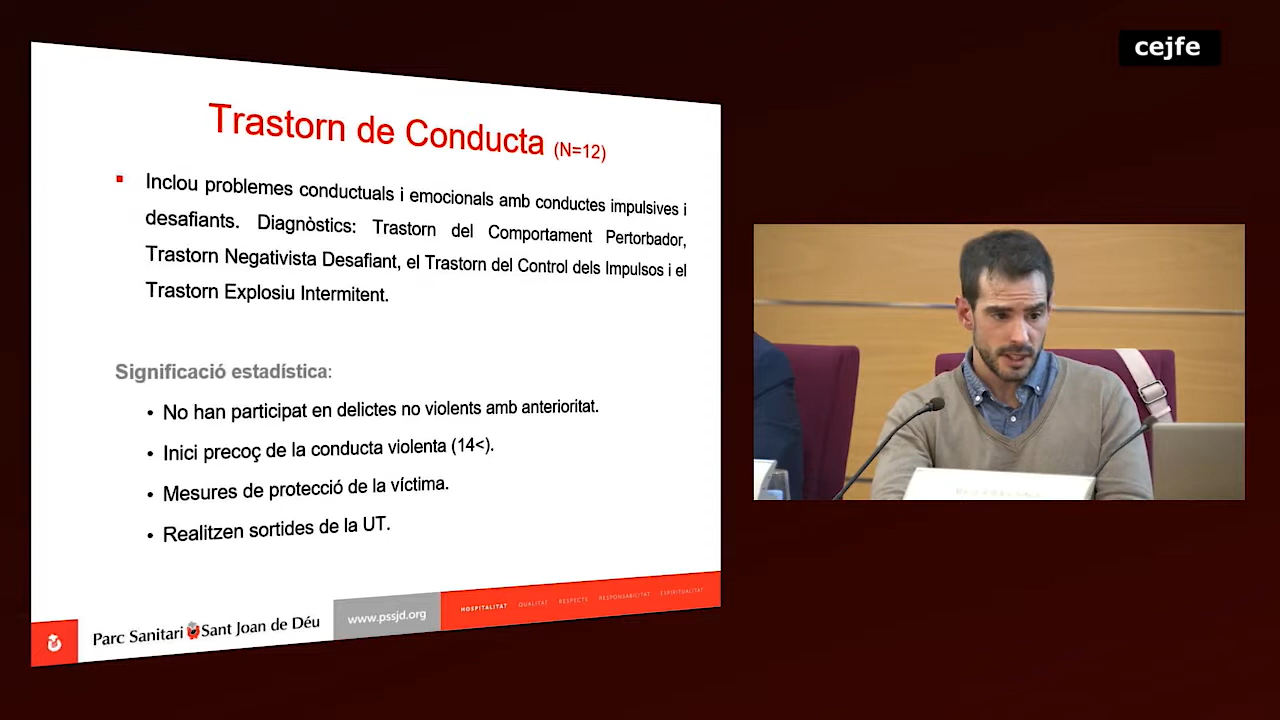 cejfe
Trastorn de Conducta (N=12)
Inclou problemes conductuals i emocionals amb conductes impulsives i
desafiants. Diagnòstics: Trastorn del Comportament Pertorbador,
Trastorn Negativista Desafiant, el Trastorn del Control dels Impulsos i el
Trastorn Explosiu Intermitent.
Significació estadística:
• No han participat en delictes no violents amb anterioritat.
• Inici precoç de la conducta violenta (14<).
• Mesures de protecció de la víctima.
• Realitzen sortides de la UT.
Parc Sanitari Sant Joan de Déu
www.pssjd.org
HOSPITALITAT QUALITAT RESPECTE RESPONSABILITAT ESPIRITUALITAT